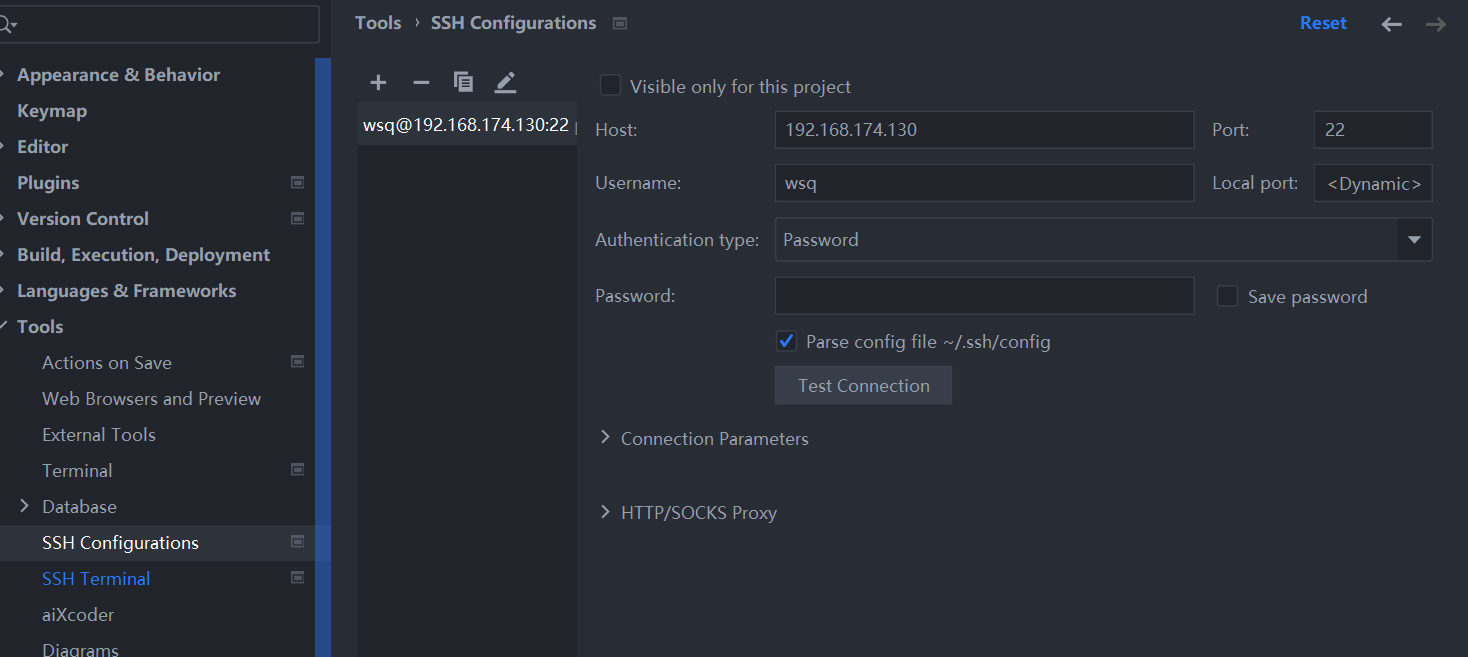 Appearance & Behavior
Keymap
Editor
Plugins
Version Control
Build, Execution, Deployment
Languages & Frameworks
Tools
Actions on Save
Web Browsers and Preview
External Tools
Terminal
Database
SSH Configurations
SSH Terminal
aiXcoder
Diagrams
Tools › SSH Configurations
Reset
wsq@192.168.174.130:22
Visible only for this project
Host: 192.168.174.130 Port: 22
Username: wsq Local port: <Dynamic>
Authentication type: Password
Password: Save password
Parse config file ~/.ssh/config
Test Connection
Connection Parameters
HTTP/SOCKS Proxy